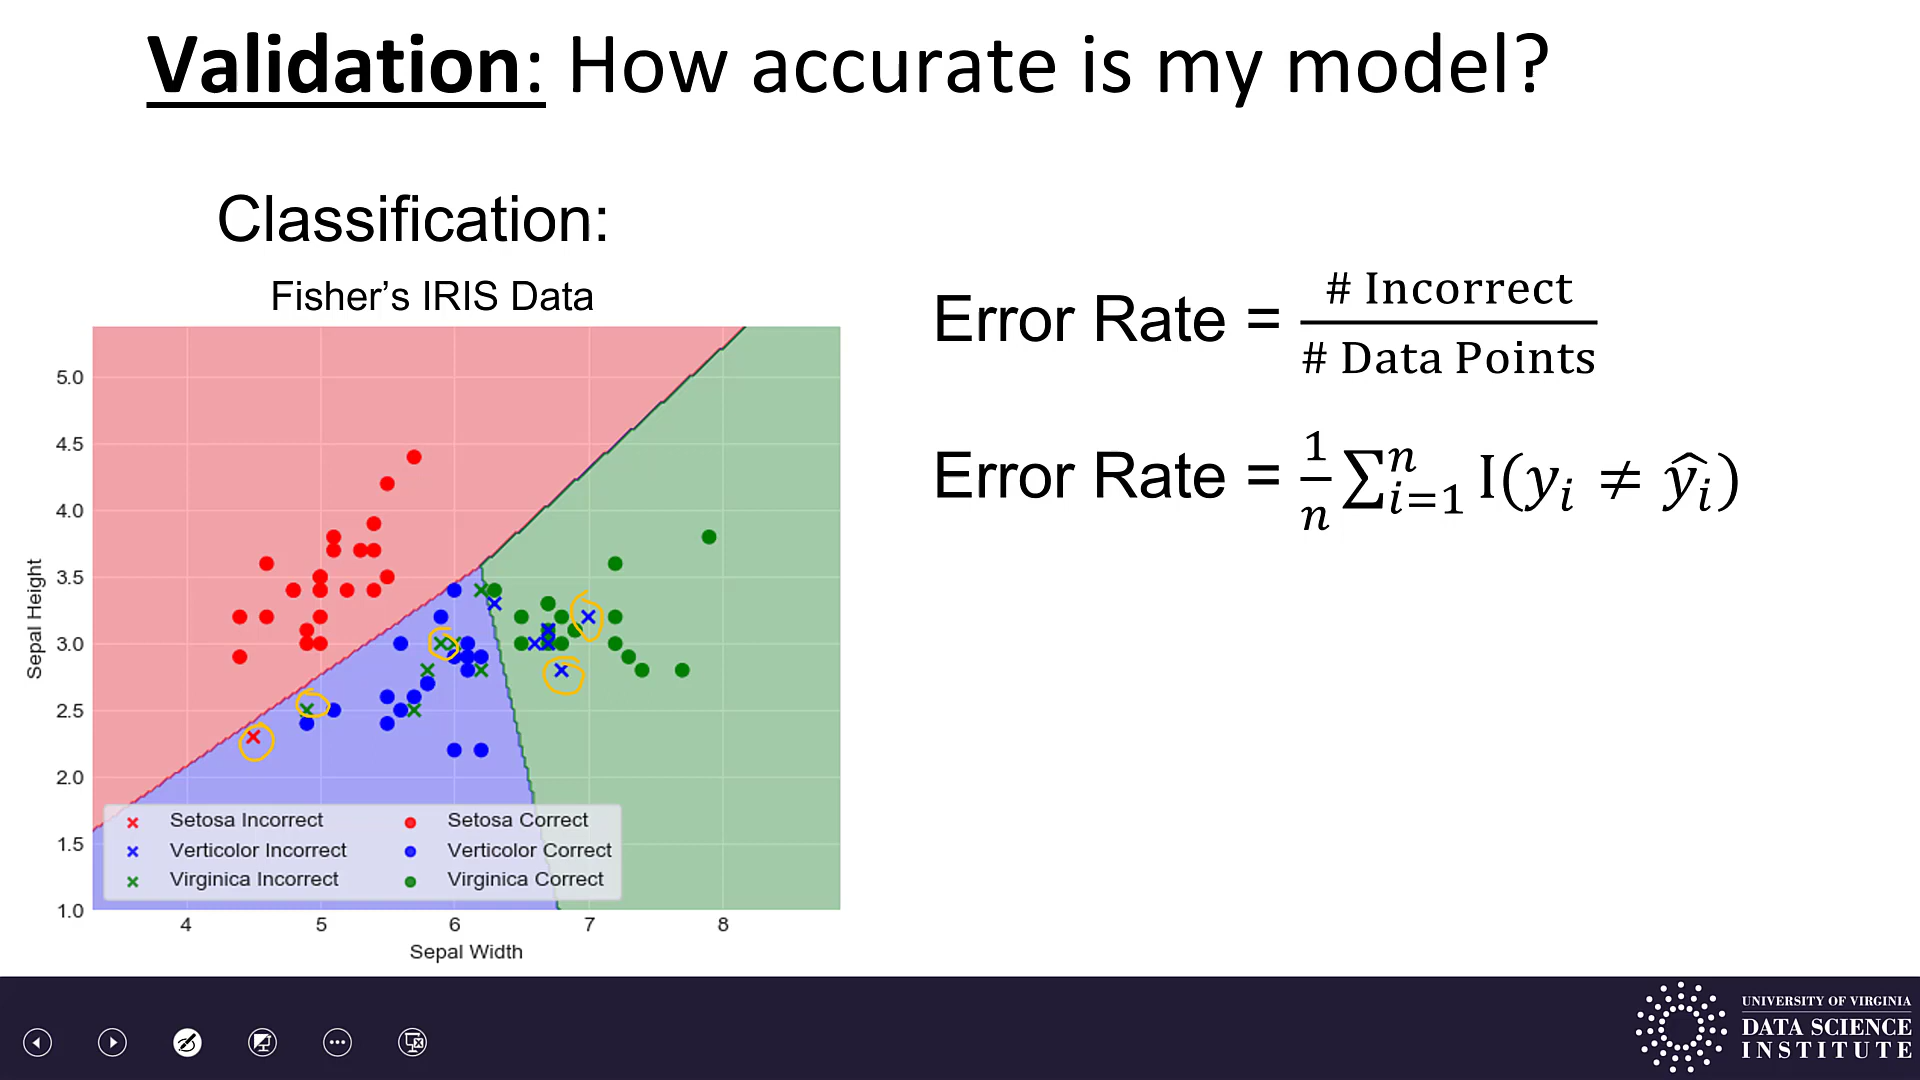 Validation: How accurate is my model?
Classification:
Fisher's IRIS Data
Error Rate = # Incorrect / # Data Points
Error Rate = 1/n ∑ⁿᵢ₌₁ I(yᵢ ≠ ŷᵢ)
5.0
4.5
4.0
3.5
3.0
2.5
2.0
1.5
1.0
Sepal Height
Setosa Incorrect
Setosa Correct
Verticolor Incorrect
Verticolor Correct
Virginica Incorrect
Virginica Correct
4 5 6 7 8
Sepal Width
UNIVERSITY OF VIRGINIA
DATA SCIENCE
INSTITUTE